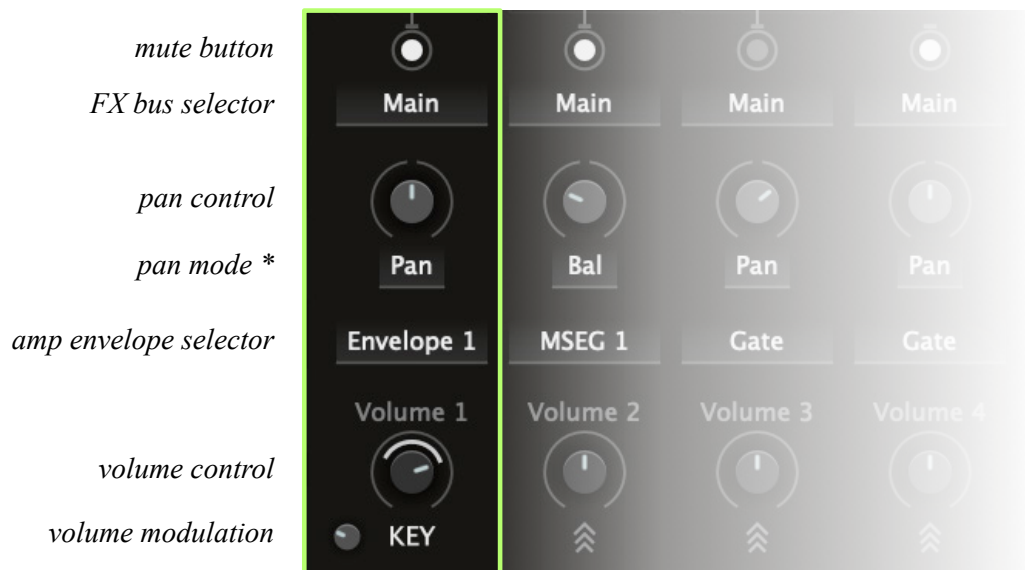 mute button
FX bus selector Main Main Main Main
pan control
pan mode * Pan Bal Pan Pan
amp envelope selector Envelope 1 MSEG 1 Gate Gate
Volume 1 Volume 2 Volume 3 Volume 4
volume control
volume modulation KEY